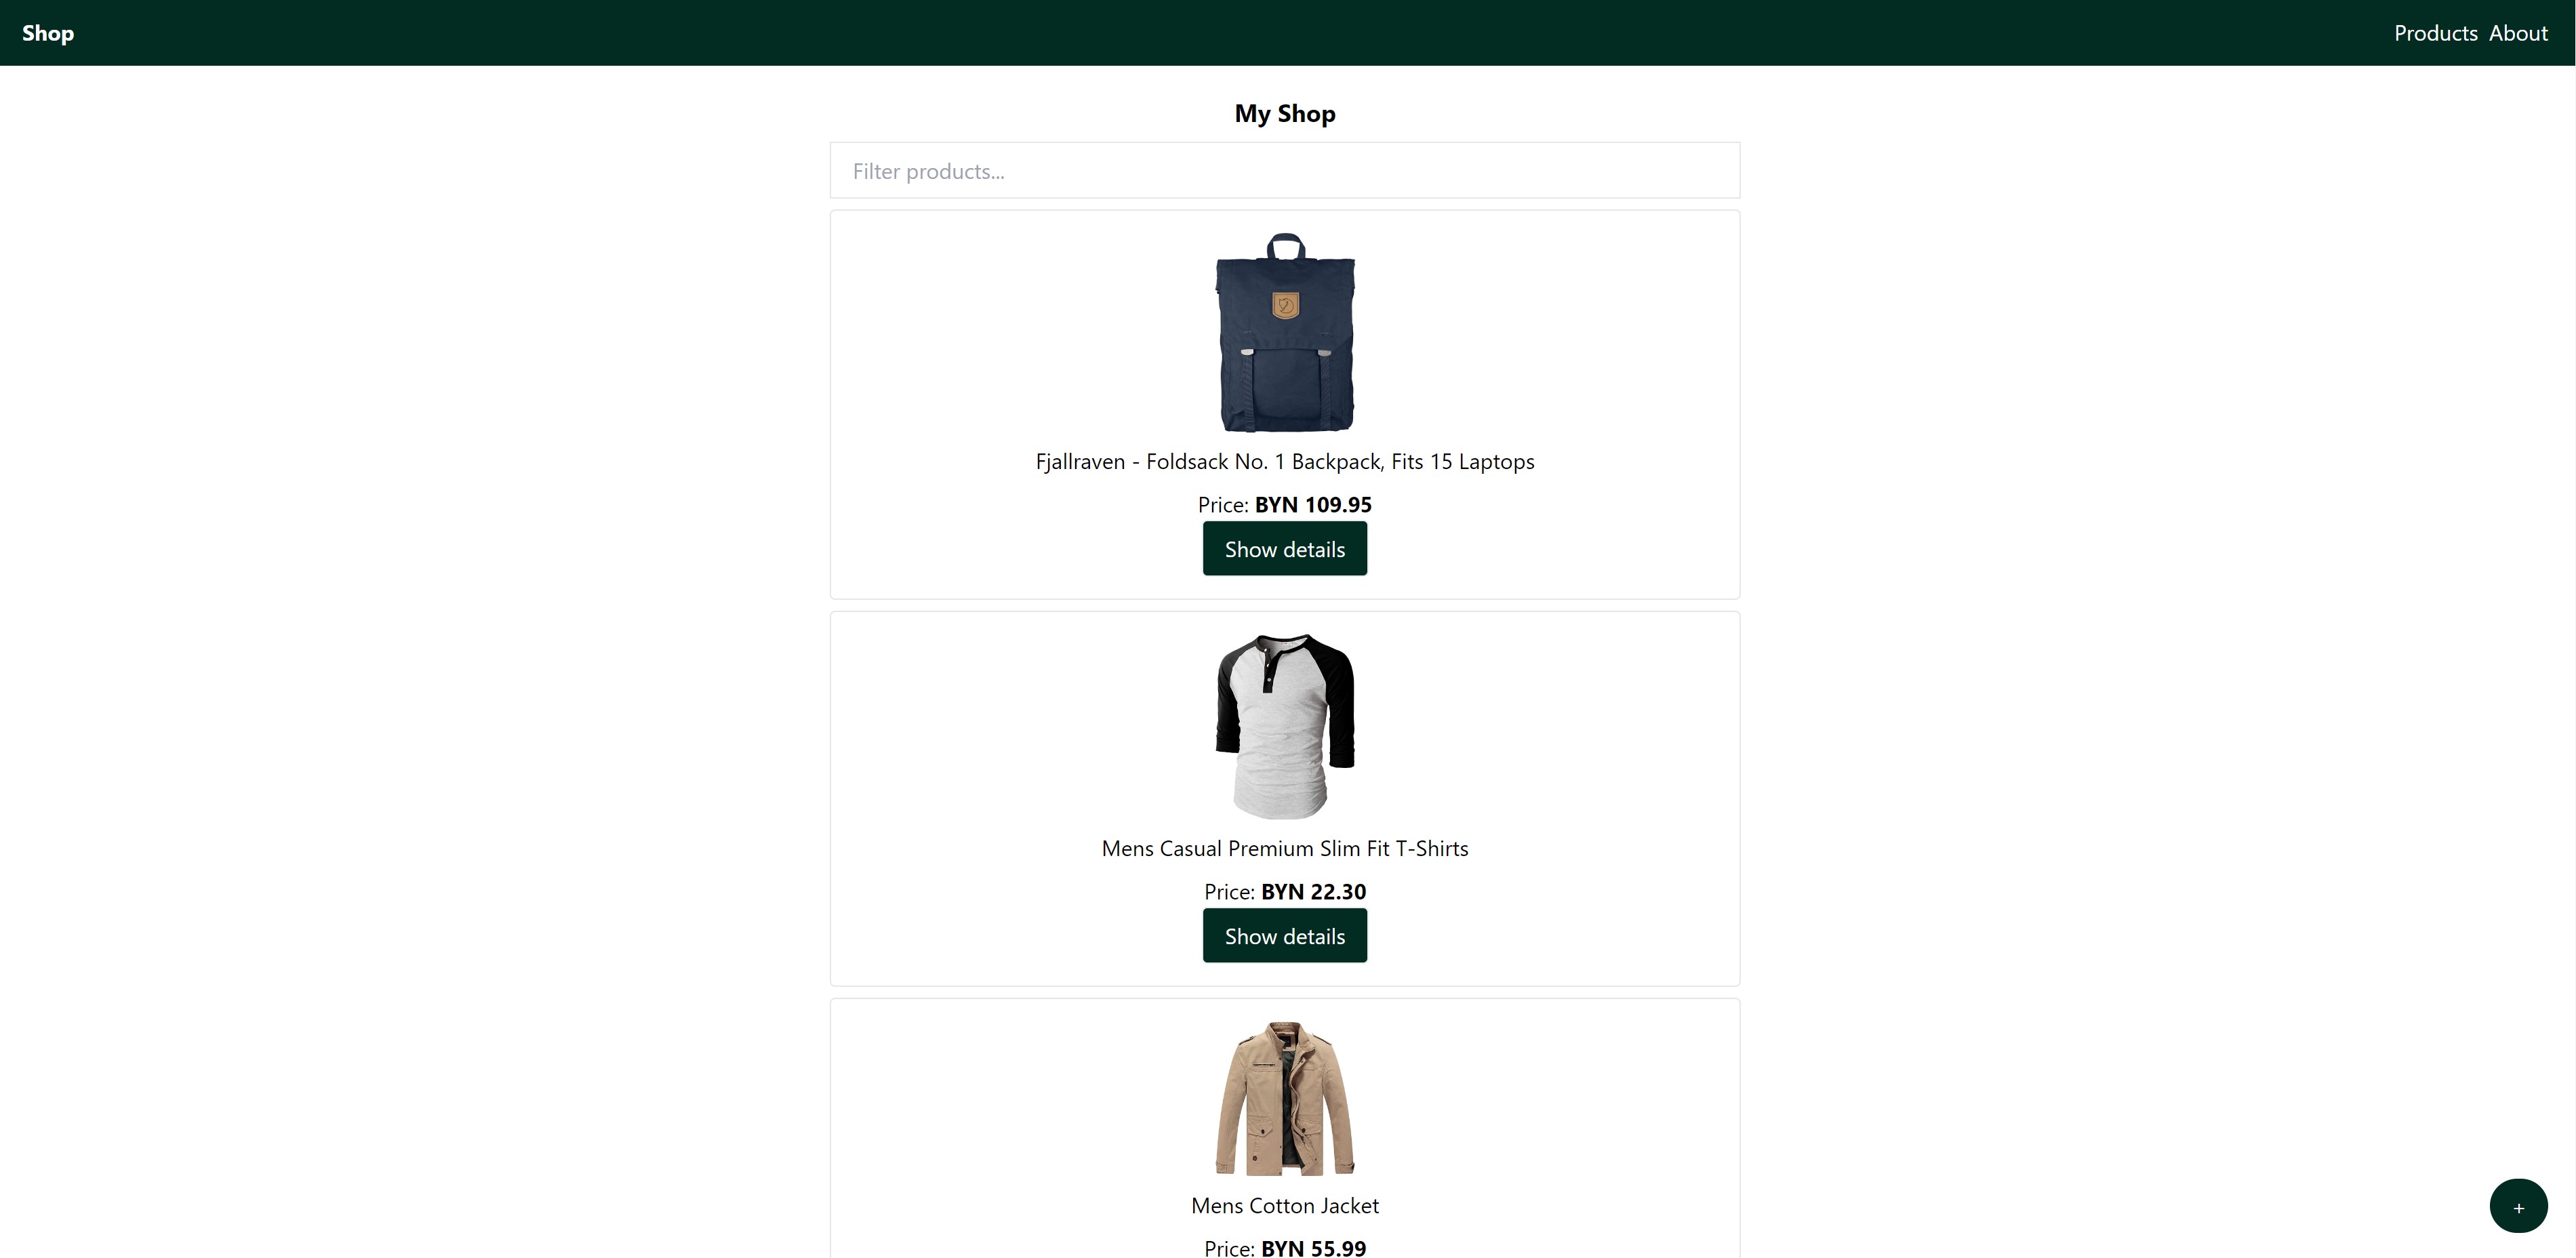 Shop
Products About
My Shop
Filter products...
Fjallraven - Foldsack No. 1 Backpack, Fits 15 Laptops
Price: BYN 109.95
Show details
Mens Casual Premium Slim Fit T-Shirts
Price: BYN 22.30
Show details
Mens Cotton Jacket
Price: BYN 55.99
+